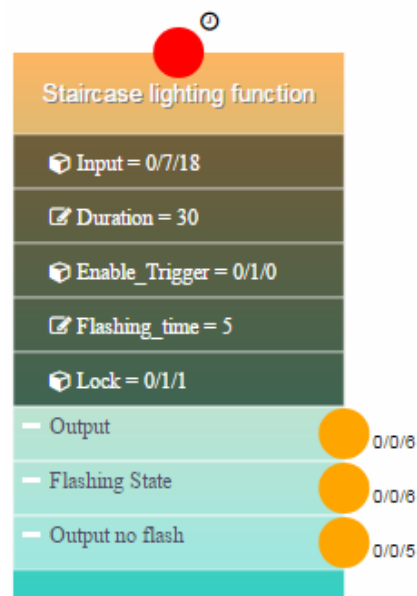 Staircase lighting function
Input = 0/7/18
Duration = 30
Enable_Trigger = 0/1/0
Flashing_time = 5
Lock = 0/1/1
Output 0/0/6
Flashing State 0/0/6
Output no flash 0/0/5